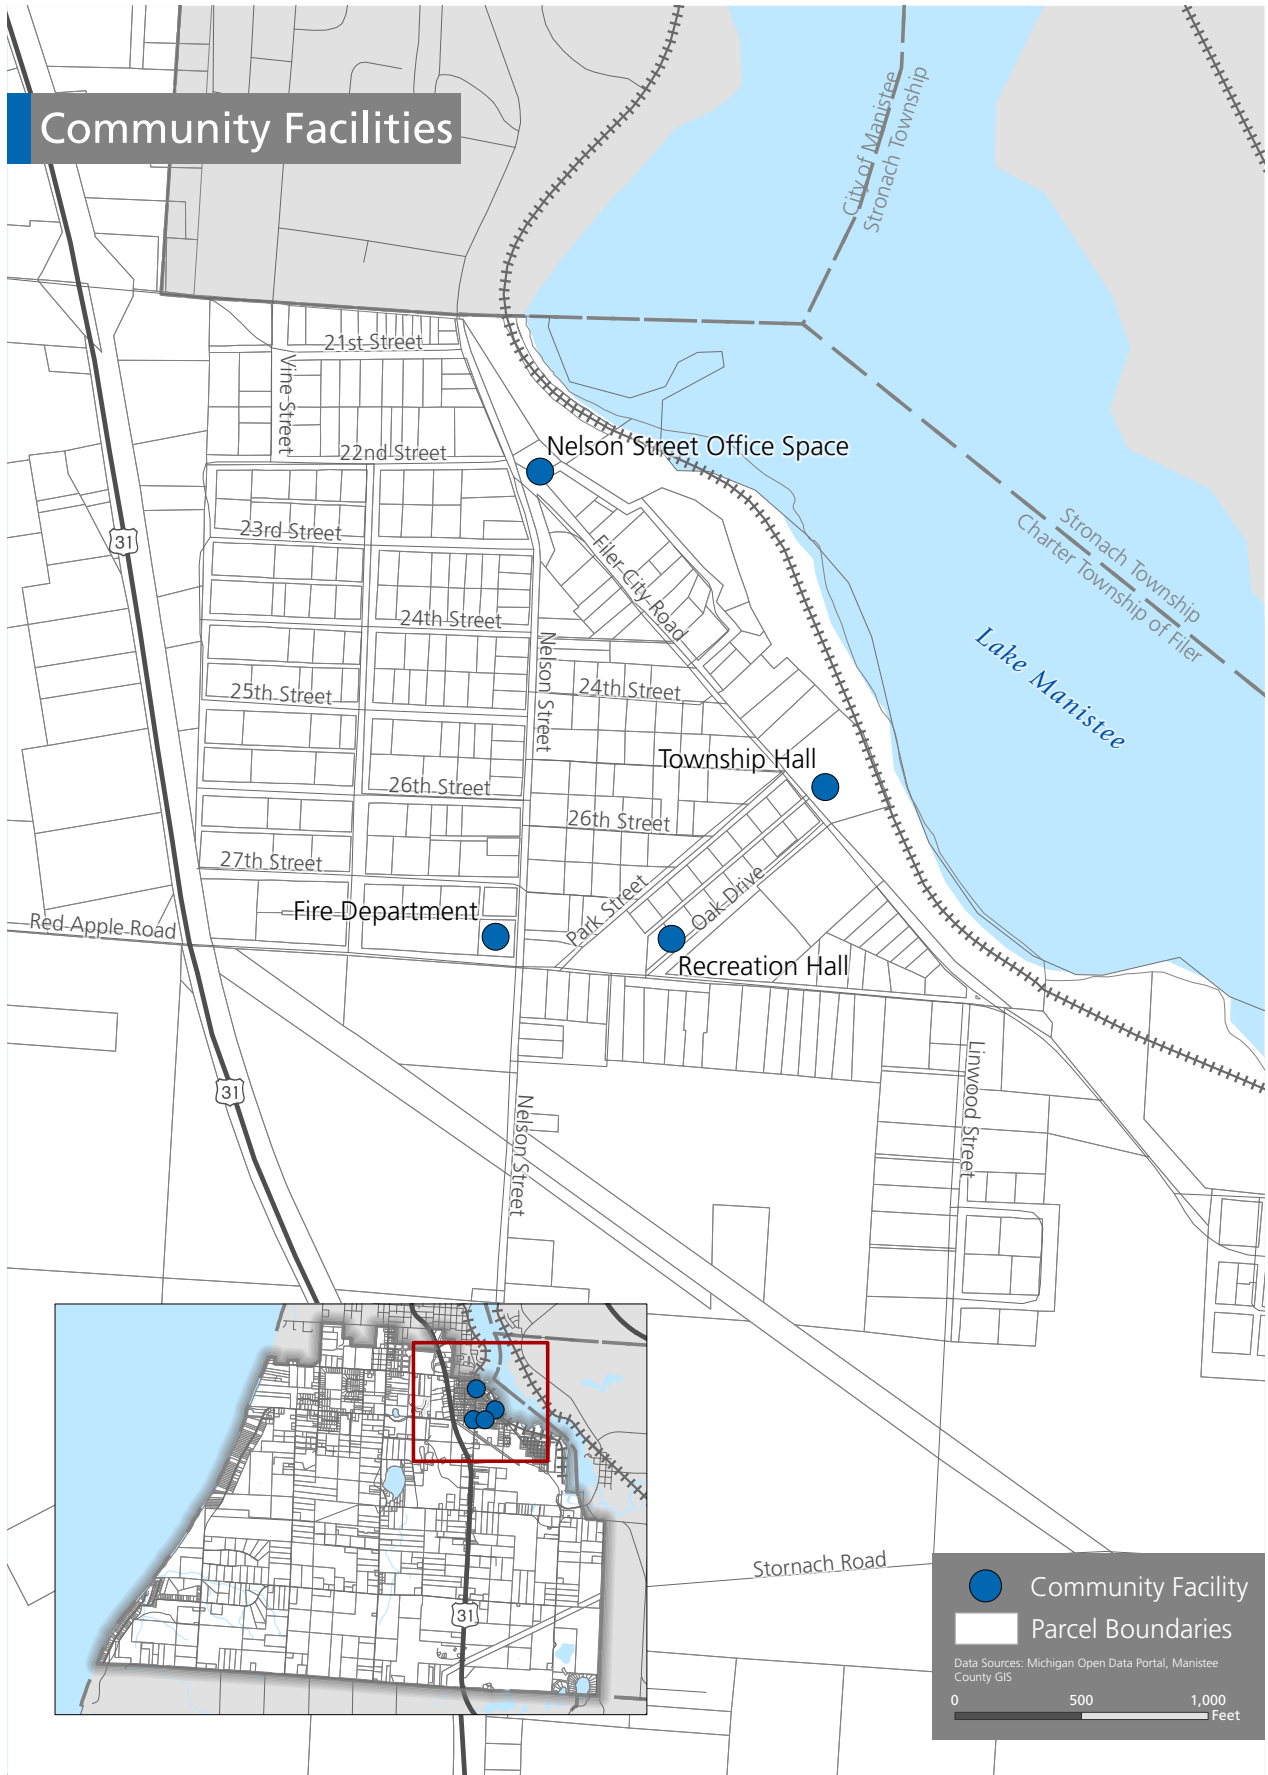 Community Facilities
City of Manistee
Stronach Township
21st Street
Vine Street
22nd Street
Nelson Street Office Space
23rd Street
31
Filer City Road
Stronach Township
Charter Township of Filer
24th Street
Nelson Street
Lake Manistee
25th Street
24th Street
Township Hall
26th Street
26th Street
27th Street
Park Street
Oak Drive
Fire Department
Red Apple Road
Recreation Hall
31
Linwood Street
Nelson Street
Stornach Road
31
Community Facility
Parcel Boundaries
Data Sources: Michigan Open Data Portal, Manistee
County GIS
0 500 1,000
Feet